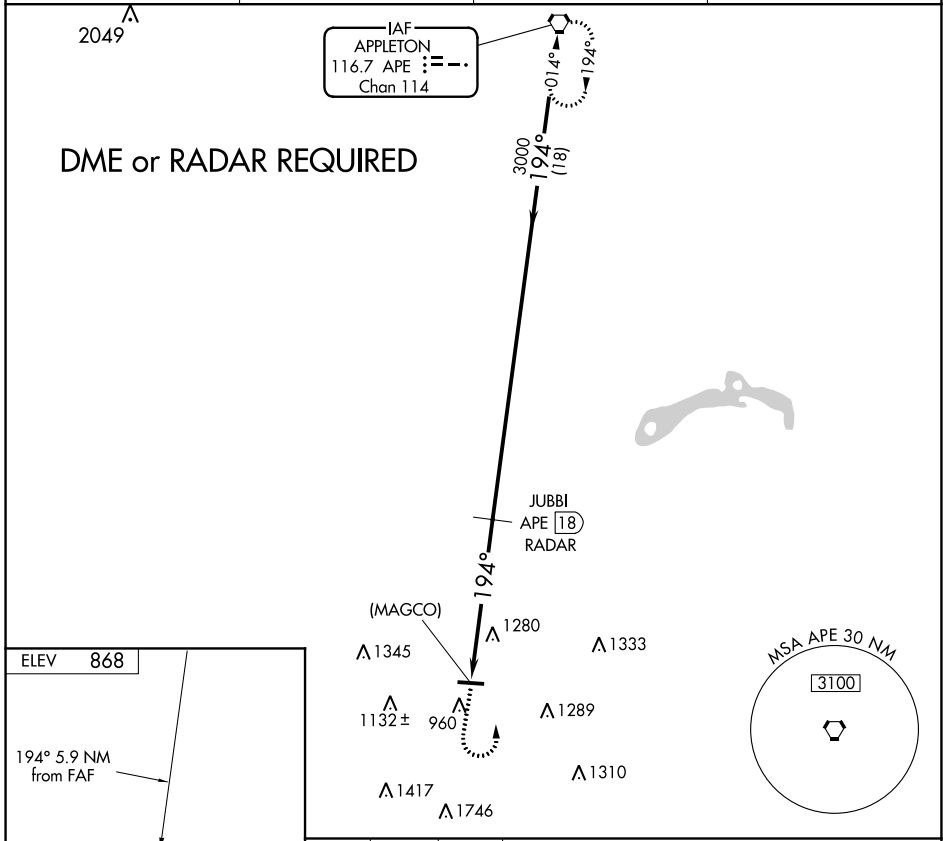 2049
IAF
APPLETON
116.7 APE
Chan 114
014°
194°
DME or RADAR REQUIRED
3000
194°
(18)
JUBBI
APE 18
RADAR
194°
(MAGCO)
1280
1345
1333
1132 ±
960
1289
1310
1417
1746
MSA APE 30 NM
3100
ELEV 868
194° 5.9 NM
from FAF